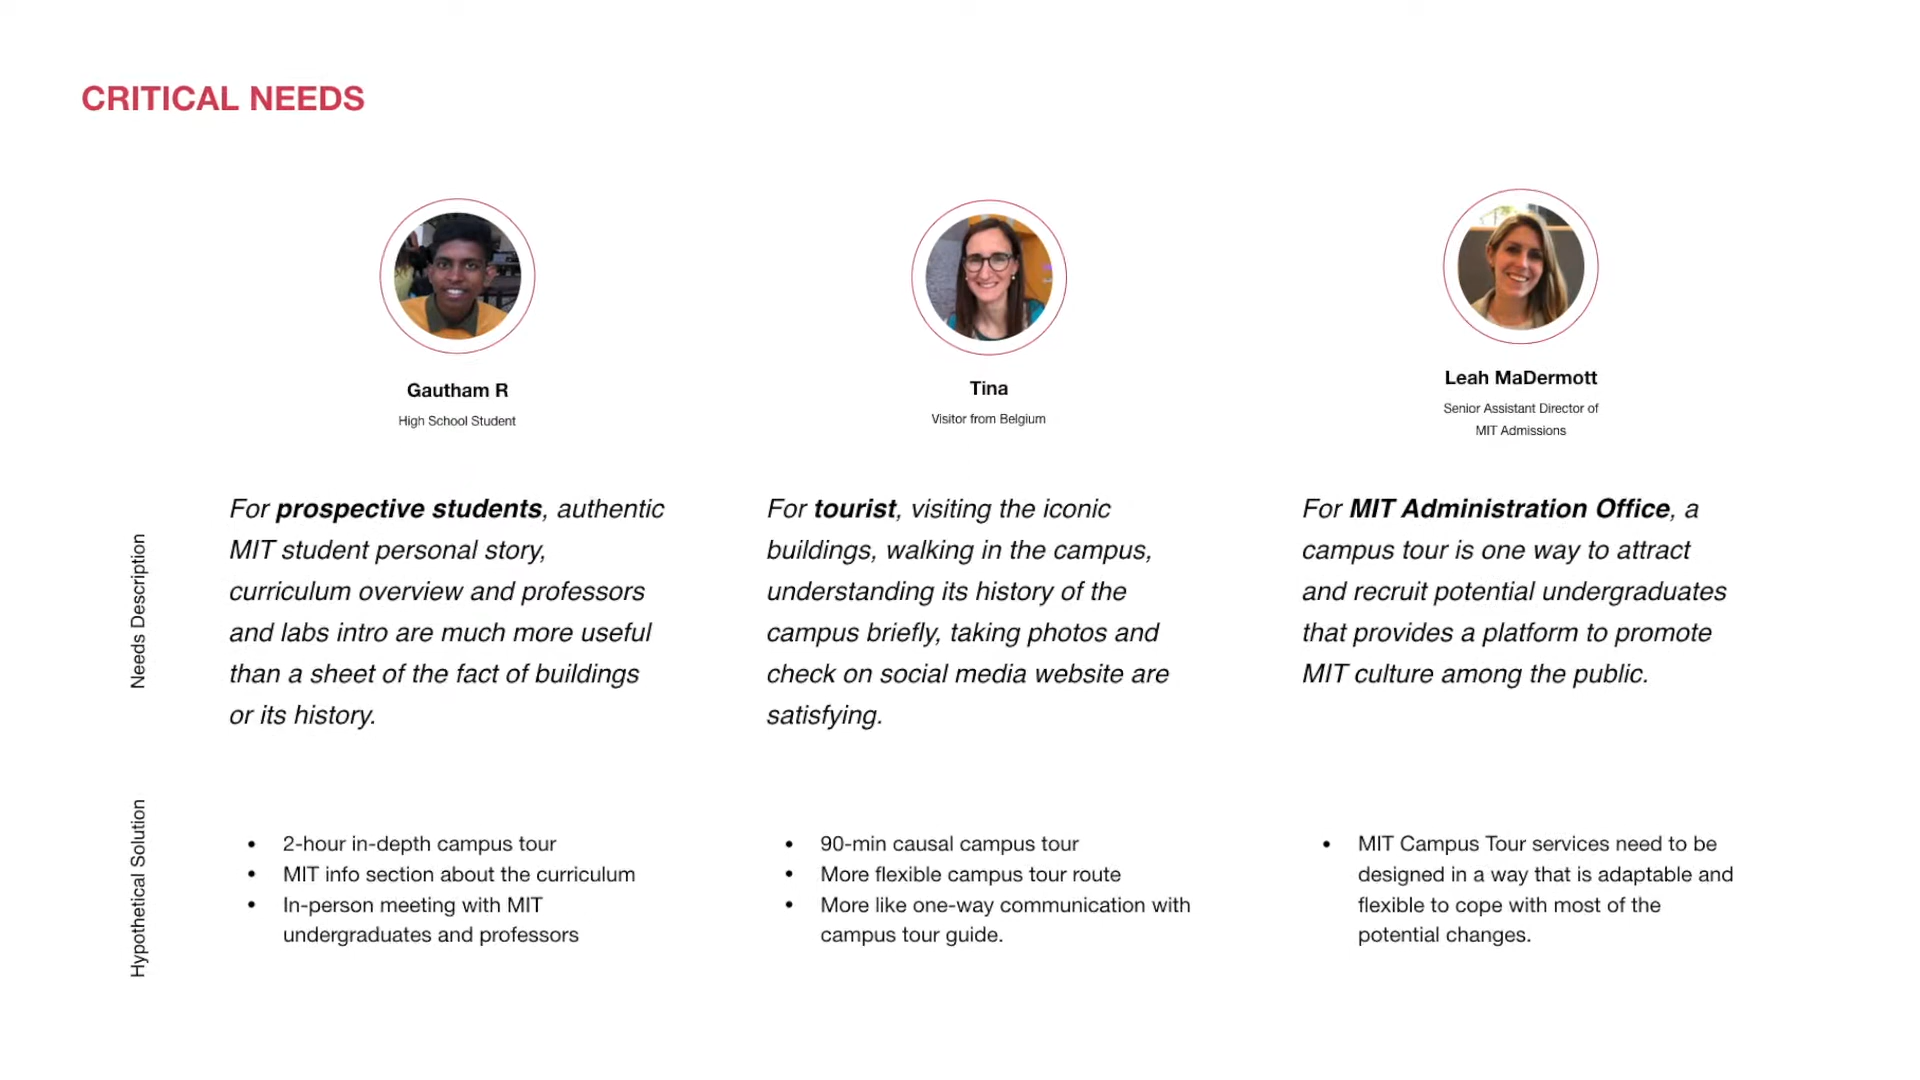 CRITICAL NEEDS
Gautham R
High School Student
Tina
Visitor from Belgium
Leah MaDermott
Senior Assistant Director of
MIT Admissions
Needs Description
For prospective students, authentic
MIT student personal story,
curriculum overview and professors
and labs intro are much more useful
than a sheet of the fact of buildings
or its history.
For tourist, visiting the iconic
buildings, walking in the campus,
understanding its history of the
campus briefly, taking photos and
check on social media website are
satisfying.
For MIT Administration Office, a
campus tour is one way to attract
and recruit potential undergraduates
that provides a platform to promote
MIT culture among the public.
Hypothetical Solution
• 2-hour in-depth campus tour
• MIT info section about the curriculum
• In-person meeting with MIT
undergraduates and professors
• 90-min causal campus tour
• More flexible campus tour route
• More like one-way communication with
campus tour guide.
• MIT Campus Tour services need to be
designed in a way that is adaptable and
flexible to cope with most of the
potential changes.